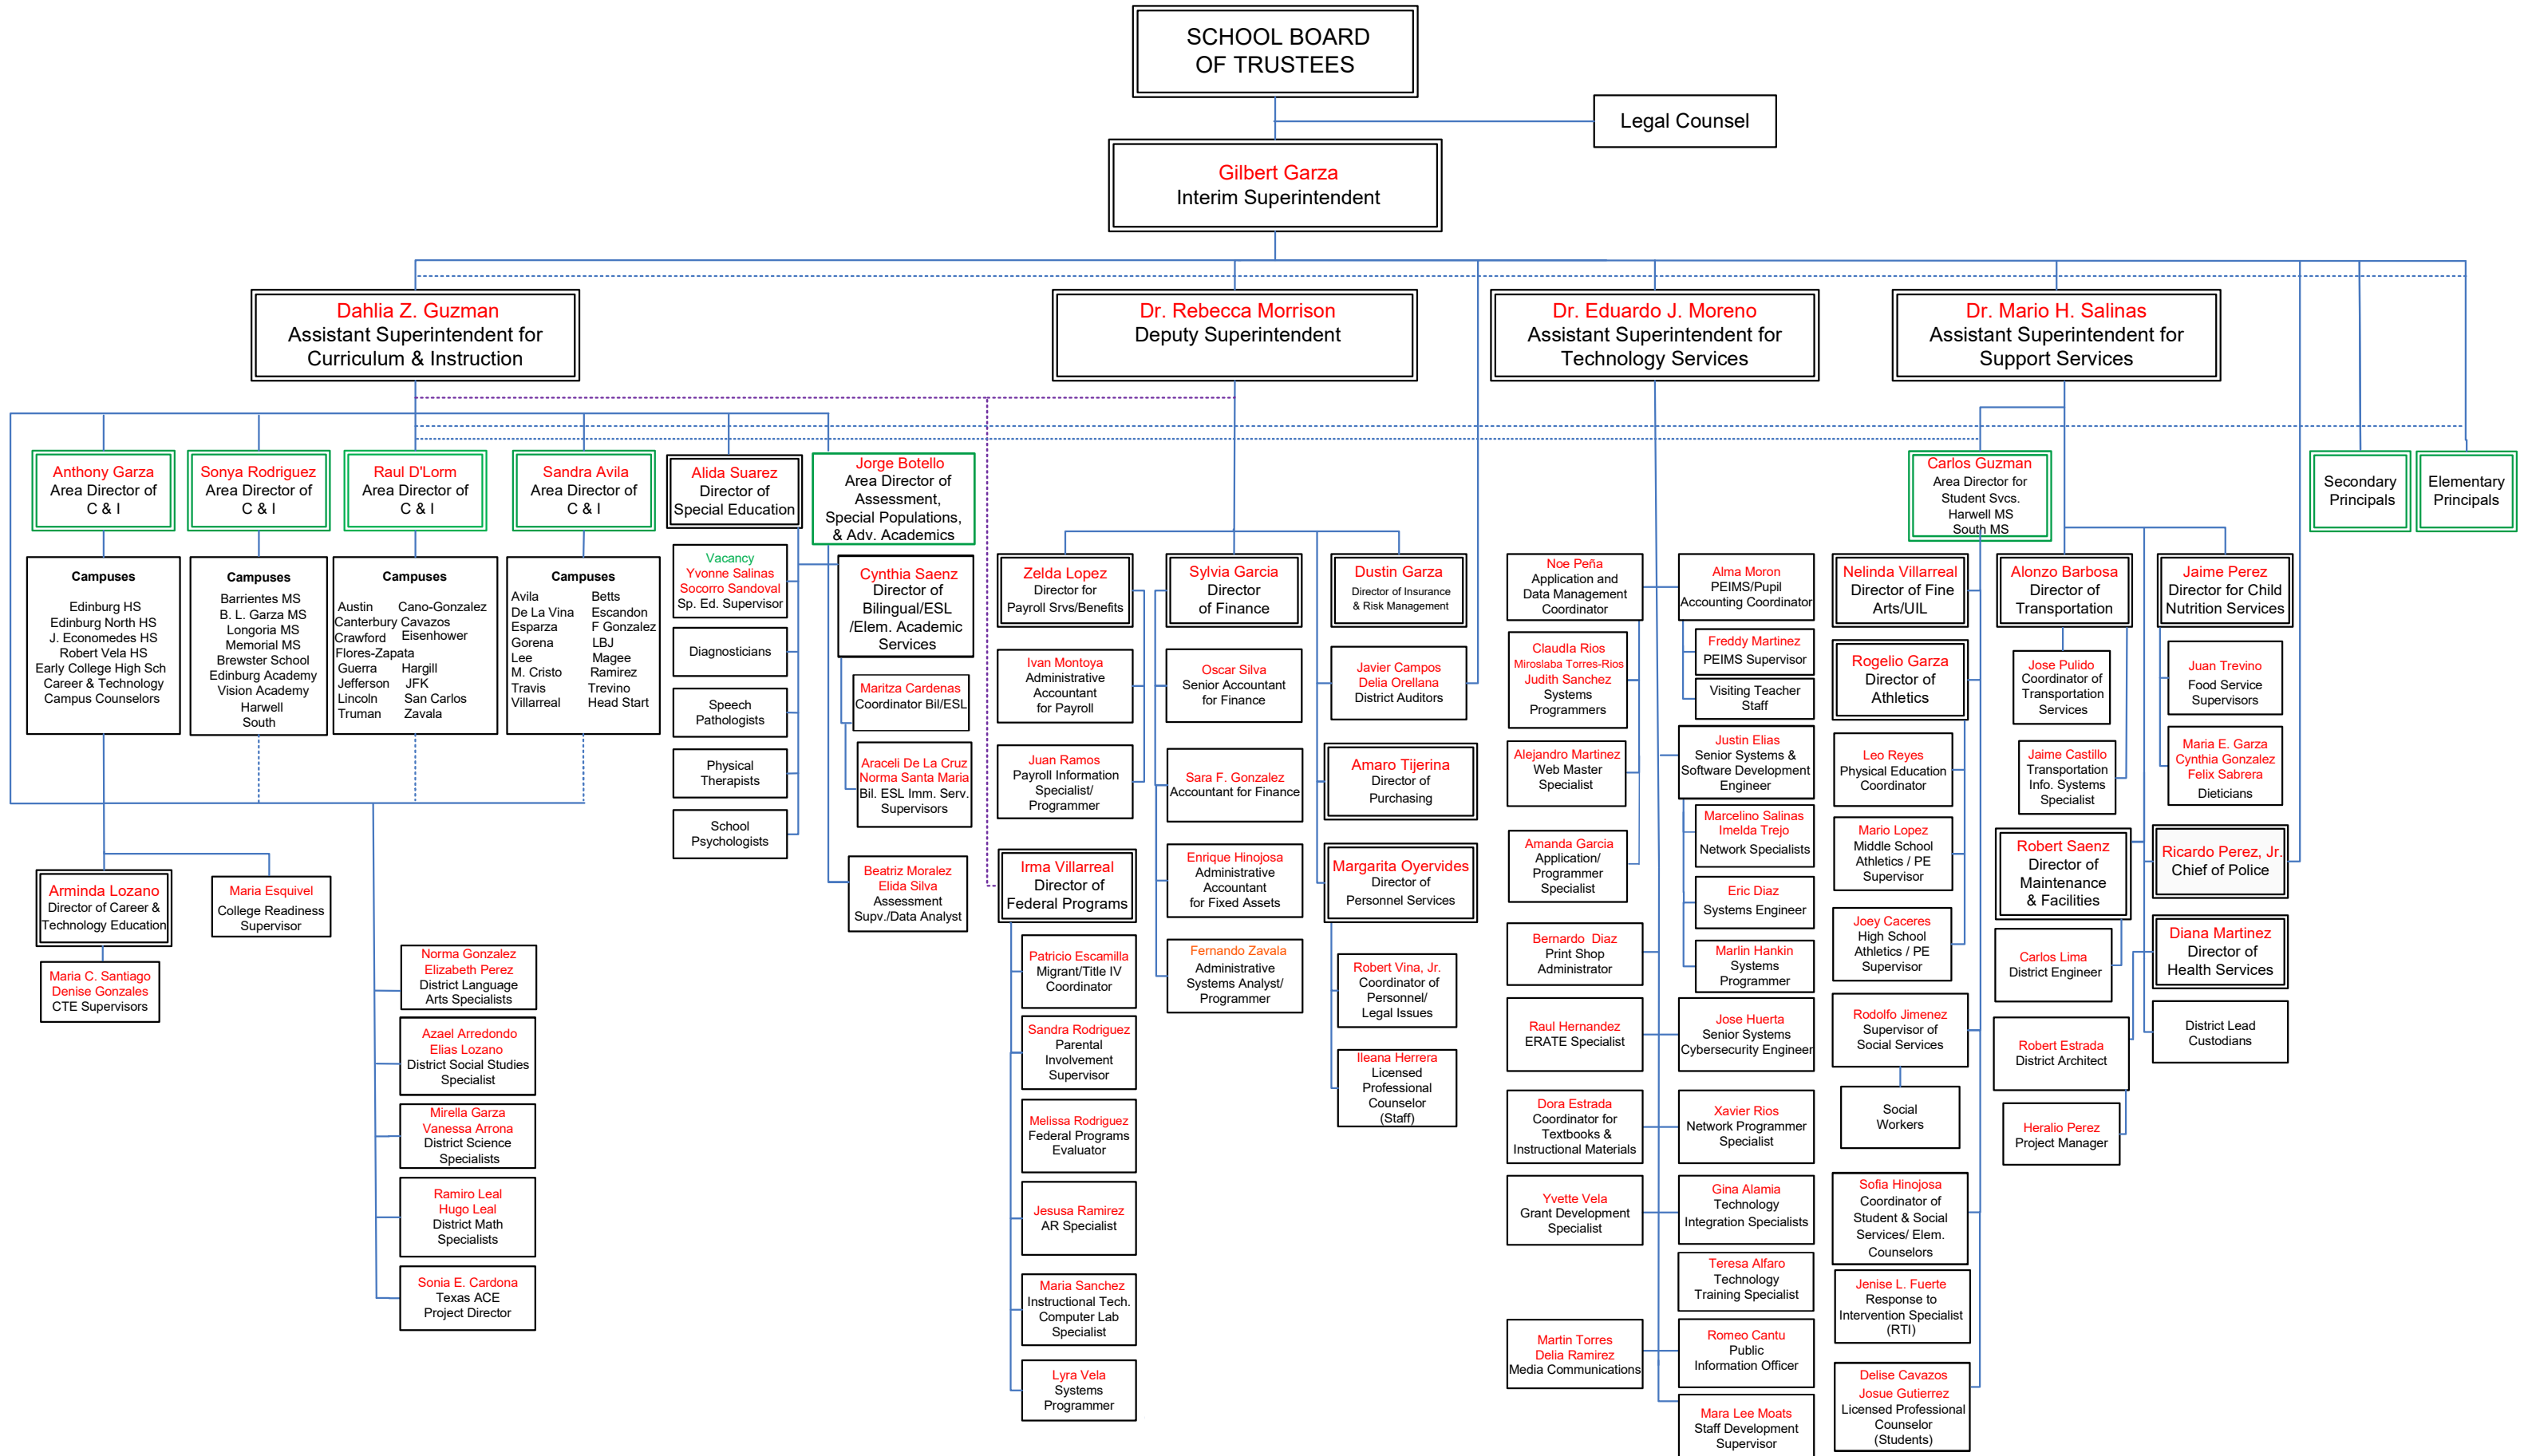 SCHOOL BOARD
OF TRUSTEES
Legal Counsel
Gilbert Garza
Interim Superintendent
Dahlia Z. Guzman
Assistant Superintendent for
Curriculum & Instruction
Dr. Rebecca Morrison
Deputy Superintendent
Dr. Eduardo J. Moreno
Assistant Superintendent for
Technology Services
Dr. Mario H. Salinas
Assistant Superintendent for
Support Services
Anthony Garza
Area Director of
C & I
Sonya Rodriguez
Area Director of
C & I
Raul D'Lorm
Area Director of
C & I
Sandra Avila
Area Director of
C & I
Alida Suarez
Director of
Special Education
Jorge Botello
Area Director of
Assessment,
Special Populations,
& Adv. Academics
Carlos Guzman
Area Director for
Student Svcs.
Harwell MS
South MS
Secondary
Principals
Elementary
Principals
Campuses
Edinburg HS
Edinburg North HS
J. Economedes HS
Robert Vela HS
Early College High Sch
Career & Technology
Campus Counselors
Campuses
Barrientes MS
B. L. Garza MS
Longoria MS
Memorial MS
Brewster School
Edinburg Academy
Vision Academy
Harwell
South
Campuses
Austin Cano-Gonzalez
Canterbury Cavazos
Crawford Eisenhower
Flores-Zapata
Guerra Hargill
Jefferson JFK
Lincoln San Carlos
Truman Zavala
Campuses
Avila Betts
De La Vina Escandon
Esparza F Gonzalez
Gorena LBJ
Lee Magee
M. Cristo Ramirez
Travis Trevino
Villarreal Head Start
Vacancy
Yvonne Salinas
Socorro Sandoval
Sp. Ed. Supervisor
Diagnosticians
Speech
Pathologists
Physical
Therapists
School
Psychologists
Cynthia Saenz
Director of
Bilingual/ESL
/Elem. Academic
Services
Maritza Cardenas
Coordinator Bil/ESL
Araceli De La Cruz
Norma Santa Maria
Bil. ESL Imm. Serv.
Supervisors
Beatriz Moralez
Elida Silva
Assessment
Supv./Data Analyst
Arminda Lozano
Director of Career &
Technology Education
Maria Esquivel
College Readiness
Supervisor
Maria C. Santiago
Denise Gonzales
CTE Supervisors
Norma Gonzalez
Elizabeth Perez
District Language
Arts Specialists
Azael Arredondo
Elias Lozano
District Social Studies
Specialist
Mirella Garza
Vanessa Arrona
District Science
Specialists
Ramiro Leal
Hugo Leal
District Math
Specialists
Sonia E. Cardona
Texas ACE
Project Director
Zelda Lopez
Director for
Payroll Srvs/Benefits
Ivan Montoya
Administrative
Accountant
for Payroll
Juan Ramos
Payroll Information
Specialist/
Programmer
Irma Villarreal
Director of
Federal Programs
Patricio Escamilla
Migrant/Title IV
Coordinator
Sandra Rodriguez
Parental
Involvement
Supervisor
Melissa Rodriguez
Federal Programs
Evaluator
Jesusa Ramirez
AR Specialist
Maria Sanchez
Instructional Tech.
Computer Lab
Specialist
Lyra Vela
Systems
Programmer
Sylvia Garcia
Director
of Finance
Oscar Silva
Senior Accountant
for Finance
Sara F. Gonzalez
Accountant for Finance
Enrique Hinojosa
Administrative
Accountant
for Fixed Assets
Fernando Zavala
Administrative
Systems Analyst/
Programmer
Dustin Garza
Director of Insurance
& Risk Management
Javier Campos
Delia Orellana
District Auditors
Amaro Tijerina
Director of
Purchasing
Margarita Oyervides
Director of
Personnel Services
Robert Vina, Jr.
Coordinator of
Personnel/
Legal Issues
Ileana Herrera
Licensed
Professional
Counselor
(Staff)
Noe Peña
Application and
Data Management
Coordinator
ClaudIa Rios
Miroslaba Torres-Rios
Judith Sanchez
Systems
Programmers
Alejandro Martinez
Web Master
Specialist
Amanda Garcia
Application/
Programmer
Specialist
Bernardo Diaz
Print Shop
Administrator
Raul Hernandez
ERATE Specialist
Dora Estrada
Coordinator for
Textbooks &
Instructional Materials
Yvette Vela
Grant Development
Specialist
Martin Torres
Delia Ramirez
Media Communications
Alma Moron
PEIMS/Pupil
Accounting Coordinator
Freddy Martinez
PEIMS Supervisor
Visiting Teacher
Staff
Justin Elias
Senior Systems &
Software Development
Engineer
Marcelino Salinas
Imelda Trejo
Network Specialists
Eric Diaz
Systems Engineer
Marlin Hankin
Systems
Programmer
Jose Huerta
Senior Systems
Cybersecurity Engineer
Xavier Rios
Network Programmer
Specialist
Gina Alamia
Technology
Integration Specialists
Teresa Alfaro
Technology
Training Specialist
Romeo Cantu
Public
Information Officer
Mara Lee Moats
Staff Development
Supervisor
Nelinda Villarreal
Director of Fine
Arts/UIL
Rogelio Garza
Director of
Athletics
Leo Reyes
Physical Education
Coordinator
Mario Lopez
Middle School
Athletics / PE
Supervisor
Joey Caceres
High School
Athletics / PE
Supervisor
Rodolfo Jimenez
Supervisor of
Social Services
Social
Workers
Sofia Hinojosa
Coordinator of
Student & Social
Services/ Elem.
Counselors
Jenise L. Fuerte
Response to
Intervention Specialist
(RTI)
Delise Cavazos
Josue Gutierrez
Licensed Professional
Counselor
(Students)
Alonzo Barbosa
Director of
Transportation
Jose Pulido
Coordinator of
Transportation
Services
Jaime Castillo
Transportation
Info. Systems
Specialist
Robert Saenz
Director of
Maintenance
& Facilities
Carlos Lima
District Engineer
Robert Estrada
District Architect
Heralio Perez
Project Manager
Jaime Perez
Director for Child
Nutrition Services
Juan Trevino
Food Service
Supervisors
Maria E. Garza
Cynthia Gonzalez
Felix Sabrera
Dieticians
Ricardo Perez, Jr.
Chief of Police
Diana Martinez
Director of
Health Services
District Lead
Custodians